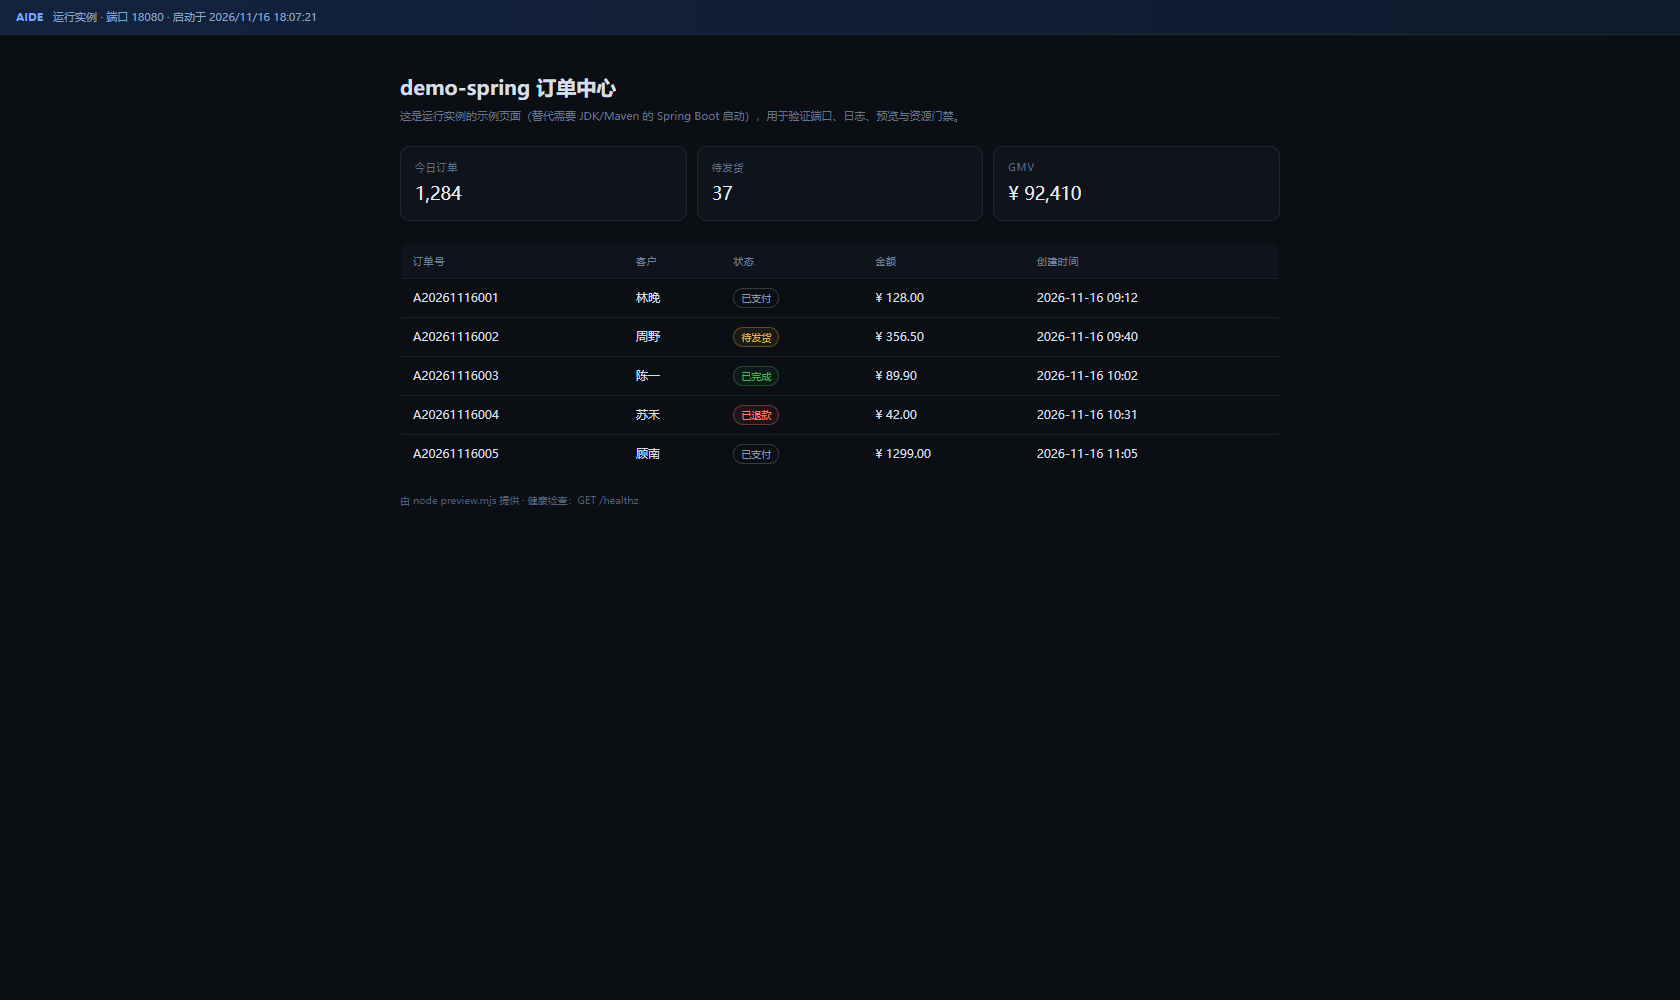 AIDE 运行实例 · 端口 18080 · 启动于 2026/11/16 18:07:21
demo-spring 订单中心
这是运行实例的示例页面（替代需要 JDK/Maven 的 Spring Boot 启动），用于验证端口、日志、预览与资源门禁。
今日订单 待发货 GMV
1,284 37 ¥ 92,410
订单号 客户 状态 金额 创建时间
A20261116001 林晚 已支付 ¥ 128.00 2026-11-16 09:12
A20261116002 周野 待发货 ¥ 356.50 2026-11-16 09:40
A20261116003 陈一 已完成 ¥ 89.90 2026-11-16 10:02
A20261116004 苏禾 已退款 ¥ 42.00 2026-11-16 10:31
A20261116005 顾南 已支付 ¥ 1299.00 2026-11-16 11:05
由 node preview.mjs 提供 · 健康检查：GET /healthz